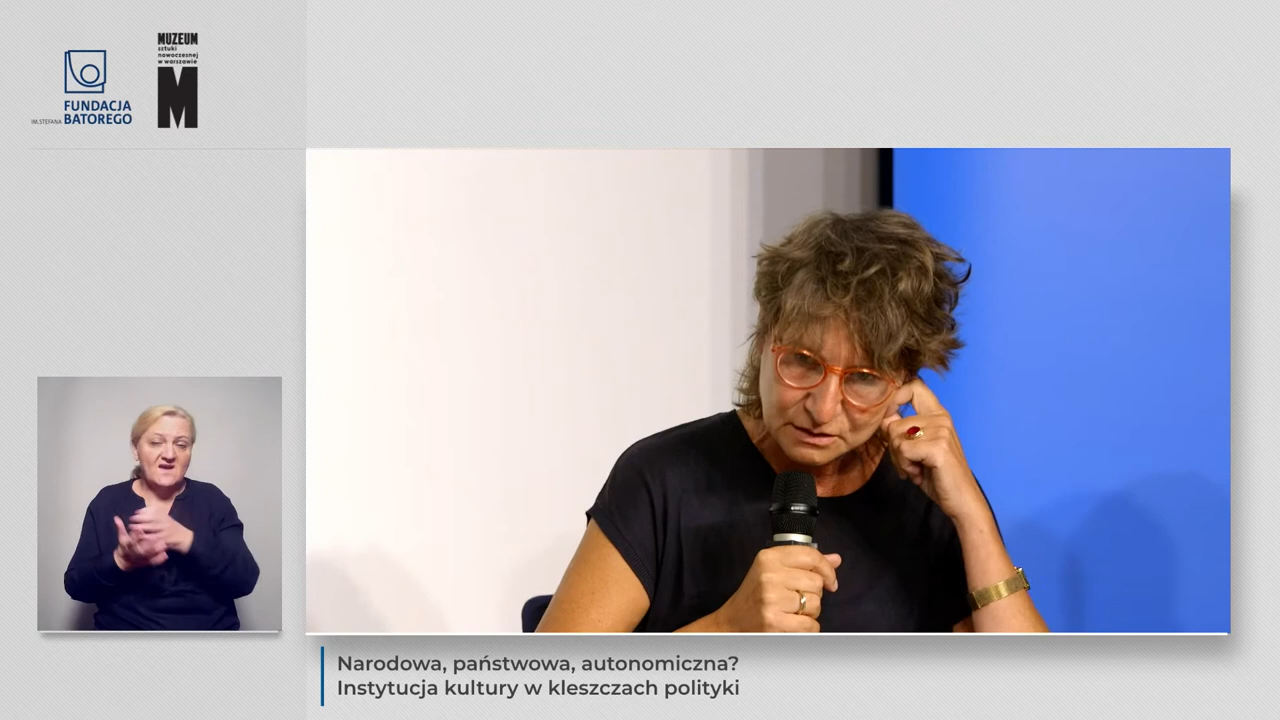 MUZEUM
sztuki
nowoczesnej
w warszawie
M
FUNDACJA
IM. STEFANA BATOREGO
Narodowa, państwowa, autonomiczna?
Instytucja kultury w kleszczach polityki